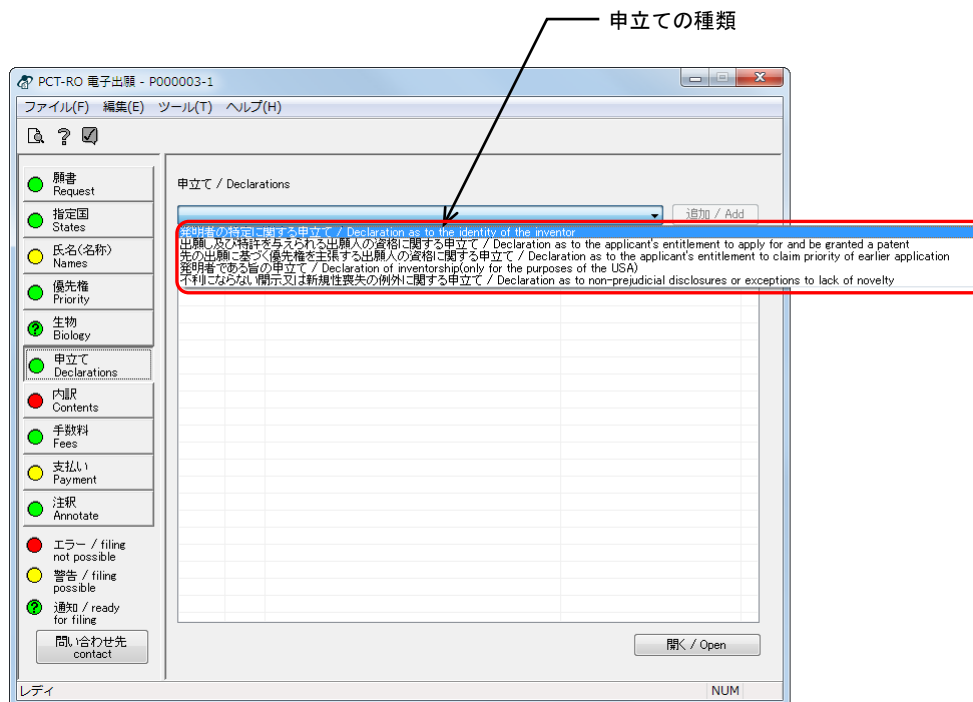 申立ての種類
PCT-RO 電子出願 - P000003-1
ファイル(F) 編集(E) ツール(T) ヘルプ(H)
願書
Request
指定国
States
氏名(名称)
Names
優先権
Priority
生物
Biology
申立て
Declarations
内訳
Contents
手数料
Fees
支払い
Payment
注釈
Annotate
エラー / filing
not possible
警告 / filing
possible
通知 / ready
for filing
問い合わせ先
contact
申立て / Declarations
追加 / Add
発明者の特定に関する申立て / Declaration as to the identity of the inventor
出願し及び特許を与えられる出願人の資格に関する申立て / Declaration as to the applicant's entitlement to apply for and be granted a patent
先の出願に基づく優先権を主張する出願人の資格に関する申立て / Declaration as to the applicant's entitlement to claim priority of earlier application
発明者である旨の申立て / Declaration of inventorship(only for the purposes of the USA)
不利にならない開示又は新規性喪失の例外に関する申立て / Declaration as to non-prejudicial disclosures or exceptions to lack of novelty
開く / Open
レディ
NUM